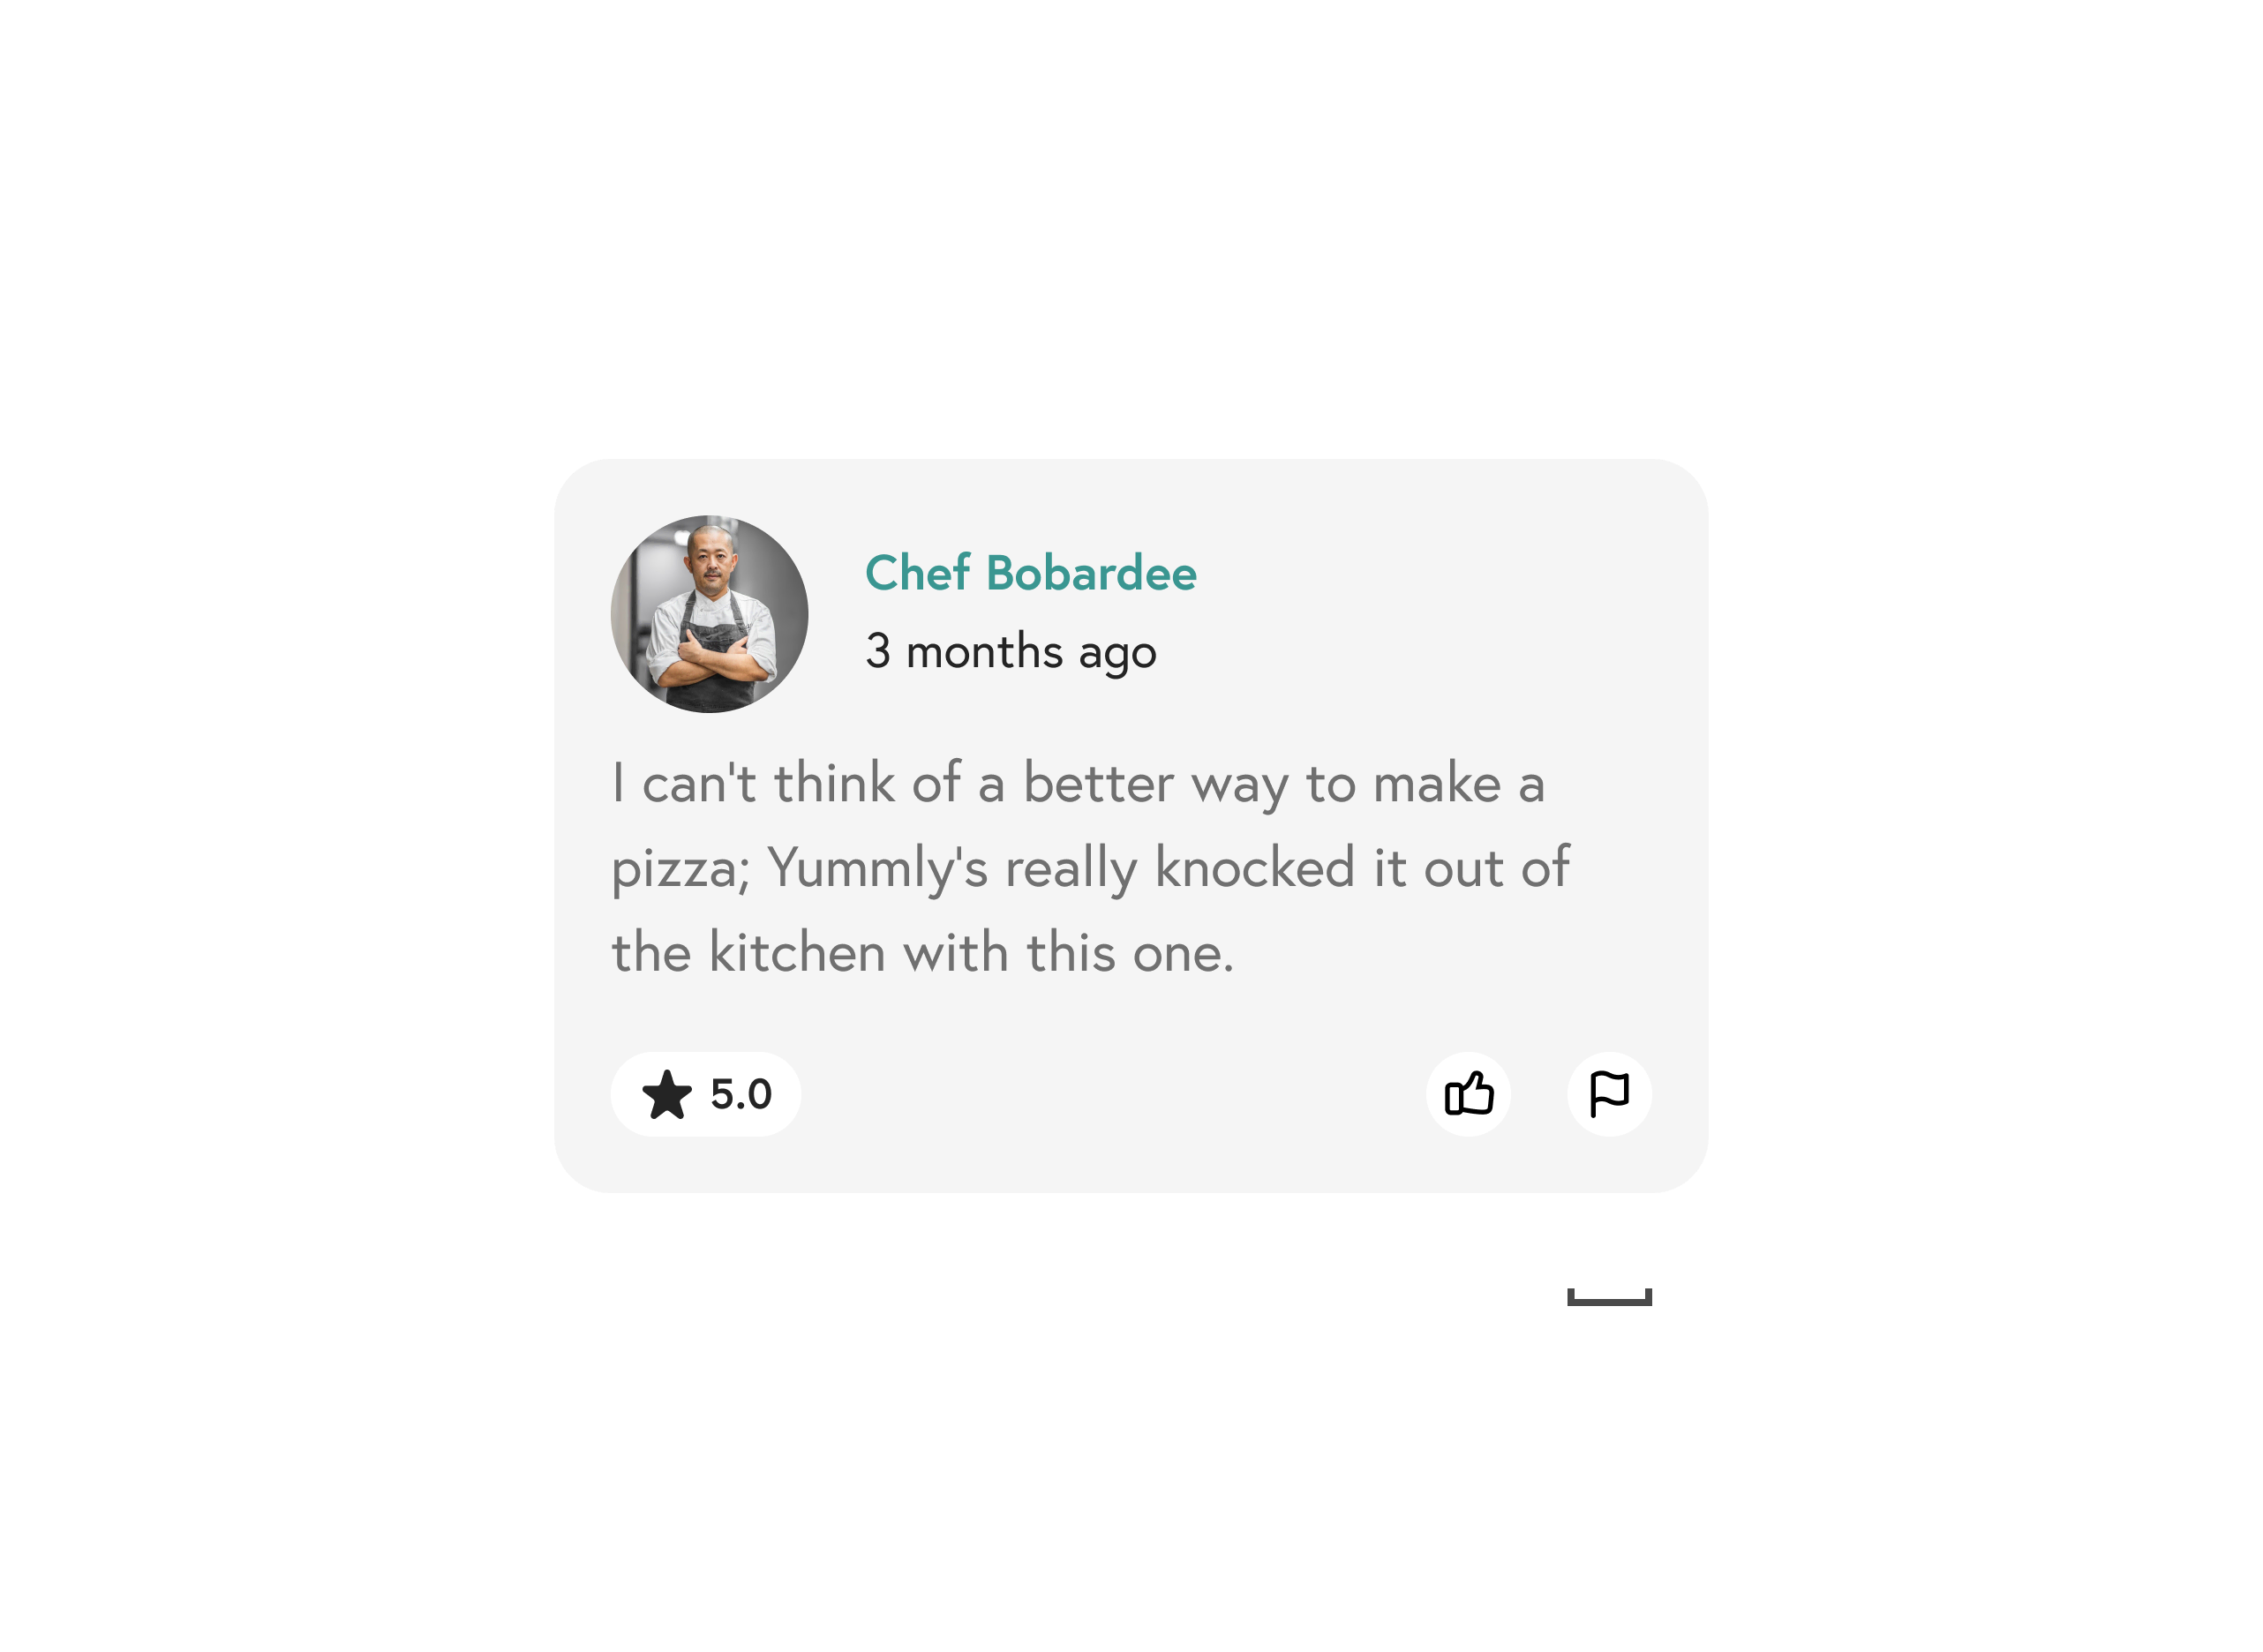 Chef Bobardee
3 months ago
I can't think of a better way to make a
pizza; Yummly's really knocked it out of
the kitchen with this one.
5.0